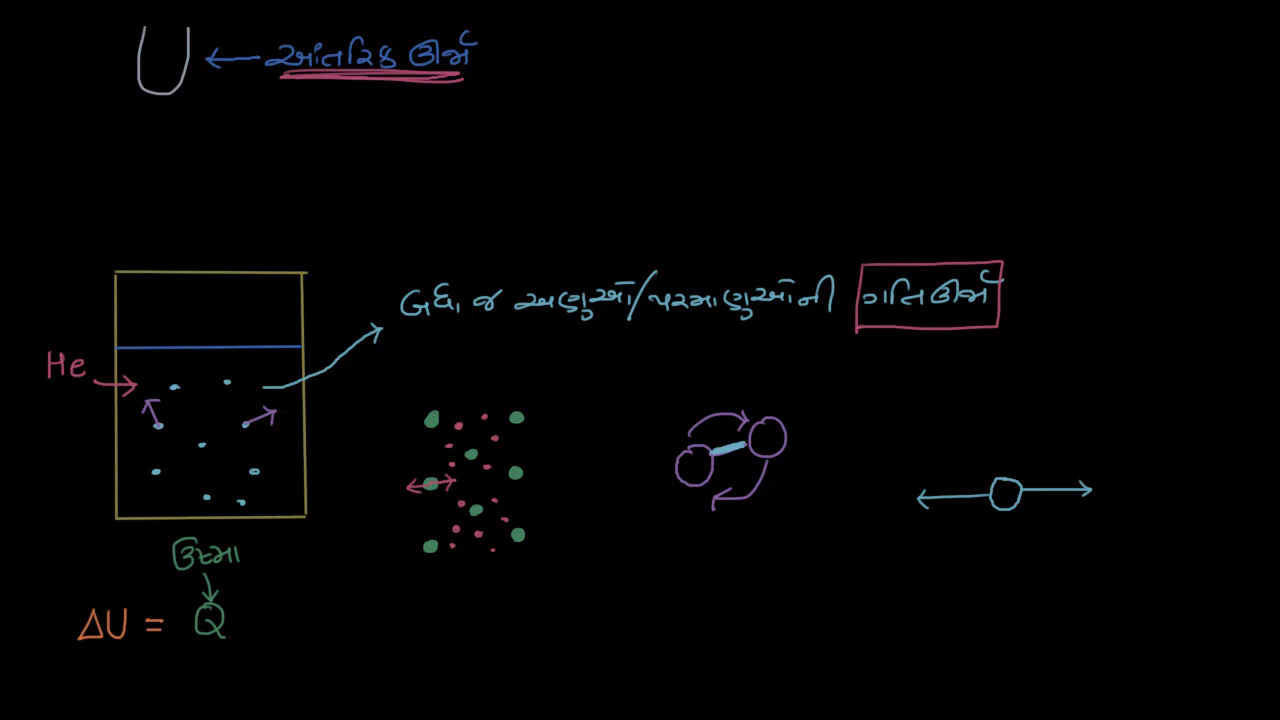 U ← આંતરિક ઊર્જા
બધા જ અણુઓ/પરમાણુઓની ગતિઊર્જા
He
ઉષ્મા
ΔU = Q